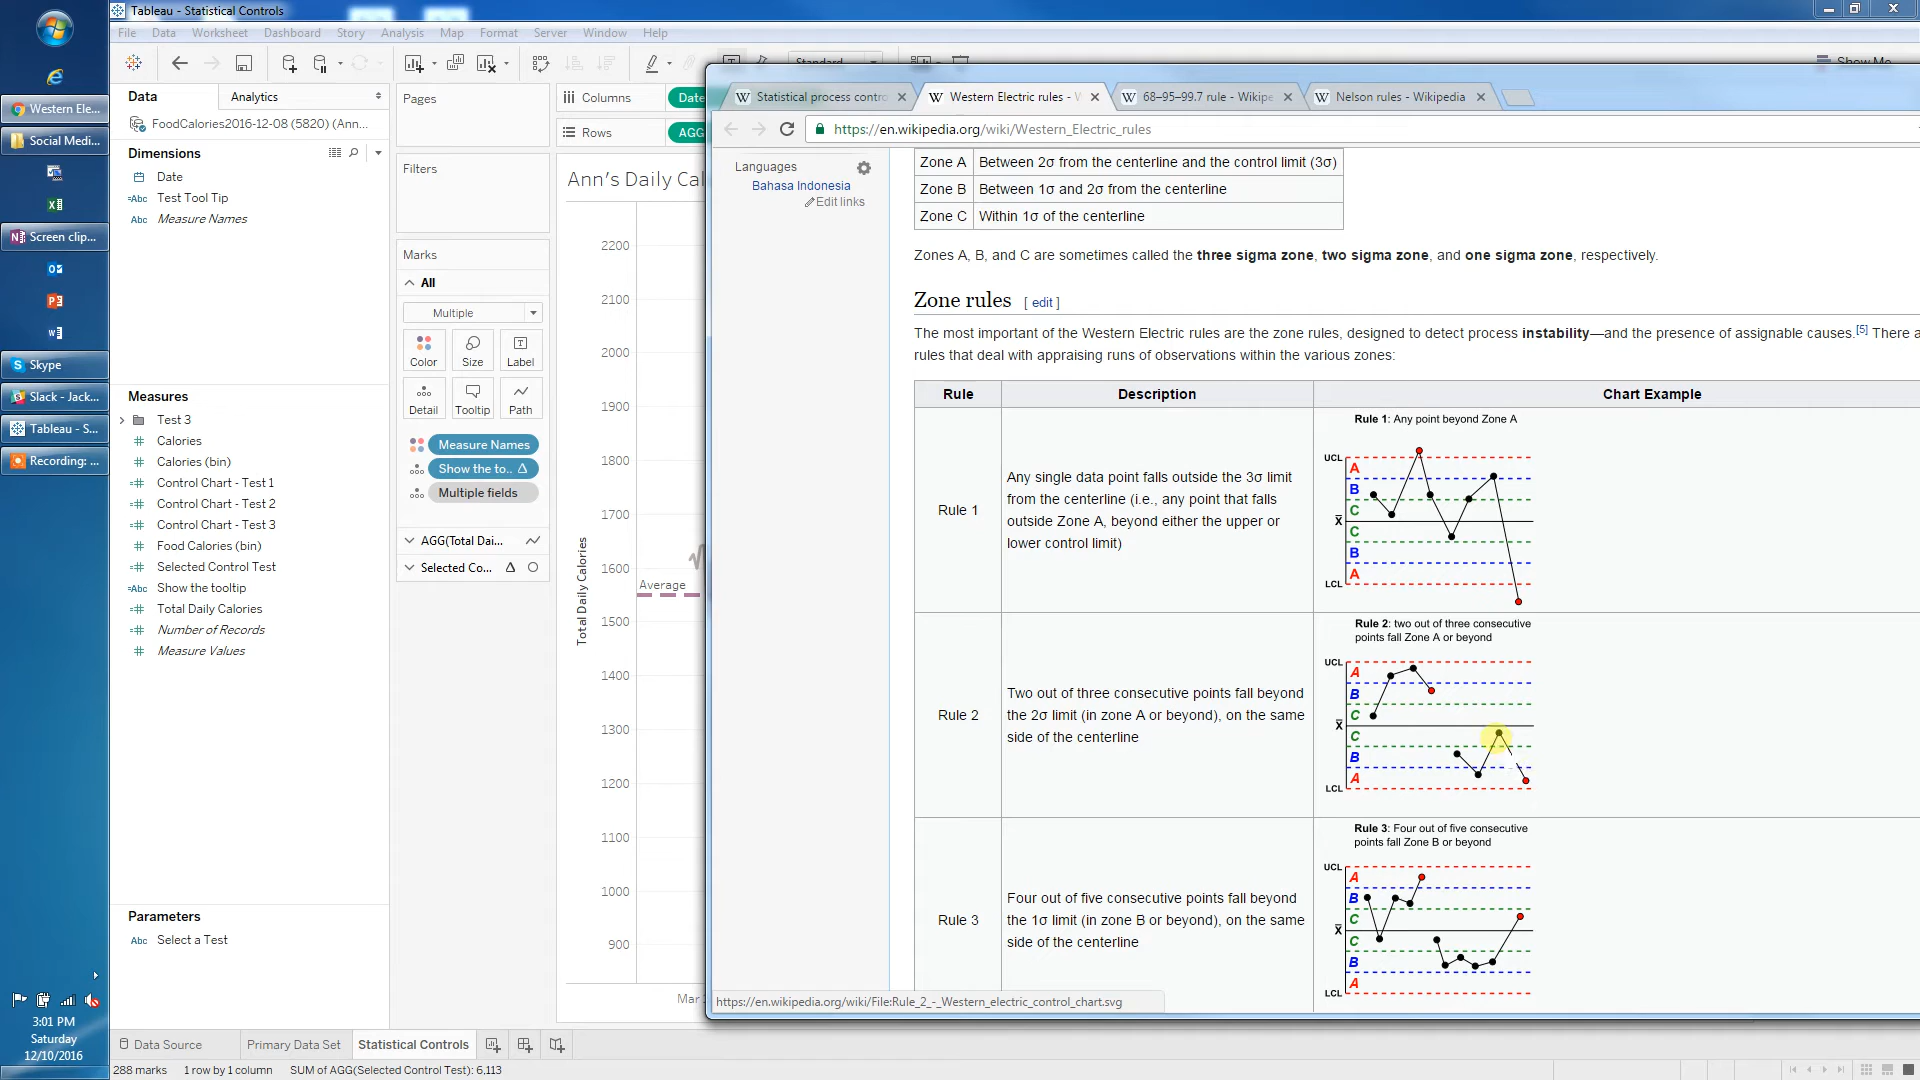 Tableau - Statistical Controls
File Data Worksheet Dashboard Story Analysis Map Format Server Window Help
Standard
Show Me
Western Ele...
Social Medi...
Screen clip...
Skype
Slack - Jack...
Tableau - S...
Recording: ...
3:01 PM
Saturday
12/10/2016
Data
Analytics
FoodCalories2016-12-08 (5820) (Ann...
Dimensions
Date
Abc Test Tool Tip
Abc Measure Names
Measures
Test 3
Calories
Calories (bin)
Control Chart - Test 1
Control Chart - Test 2
Control Chart - Test 3
Food Calories (bin)
Selected Control Test
Abc Show the tooltip
Total Daily Calories
Number of Records
Measure Values
Parameters
Abc Select a Test
Pages
Filters
Marks
All
Multiple
Color Size Label
Detail Tooltip Path
Measure Names
Show the to..
Multiple fields
AGG(Total Dai...
Selected Co...
Columns Date
Rows AGG
Ann's Daily Cal
Total Daily Calories
2200
2100
2000
1900
1800
1700
1600
1500
1400
1300
1200
1100
1000
900
Average
Mar
Statistical process contro
Western Electric rules - W
68–95–99.7 rule - Wikipe
Nelson rules - Wikipedia
https://en.wikipedia.org/wiki/Western_Electric_rules
Languages
Bahasa Indonesia
Edit links
Zone A Between 2σ from the centerline and the control limit (3σ)
Zone B Between 1σ and 2σ from the centerline
Zone C Within 1σ of the centerline
Zones A, B, and C are sometimes called the three sigma zone, two sigma zone, and one sigma zone, respectively.
Zone rules [ edit ]
The most important of the Western Electric rules are the zone rules, designed to detect process instability—and the presence of assignable causes.[5] There a
rules that deal with appraising runs of observations within the various zones:
Rule Description Chart Example
Rule 1
Any single data point falls outside the 3σ limit
from the centerline (i.e., any point that falls
outside Zone A, beyond either the upper or
lower control limit)
Rule 1: Any point beyond Zone A
UCL
A
B
C
X̅
C
B
A
LCL
Rule 2
Two out of three consecutive points fall beyond
the 2σ limit (in zone A or beyond), on the same
side of the centerline
Rule 2: two out of three consecutive
points fall Zone A or beyond
UCL
A
B
C
X̅
C
B
A
LCL
Rule 3
Four out of five consecutive points fall beyond
the 1σ limit (in zone B or beyond), on the same
side of the centerline
Rule 3: Four out of five consecutive
points fall Zone B or beyond
UCL
A
B
C
X̅
C
B
A
LCL
https://en.wikipedia.org/wiki/File:Rule_2_-_Western_electric_control_chart.svg
Data Source Primary Data Set Statistical Controls
288 marks 1 row by 1 column SUM of AGG(Selected Control Test): 6,113